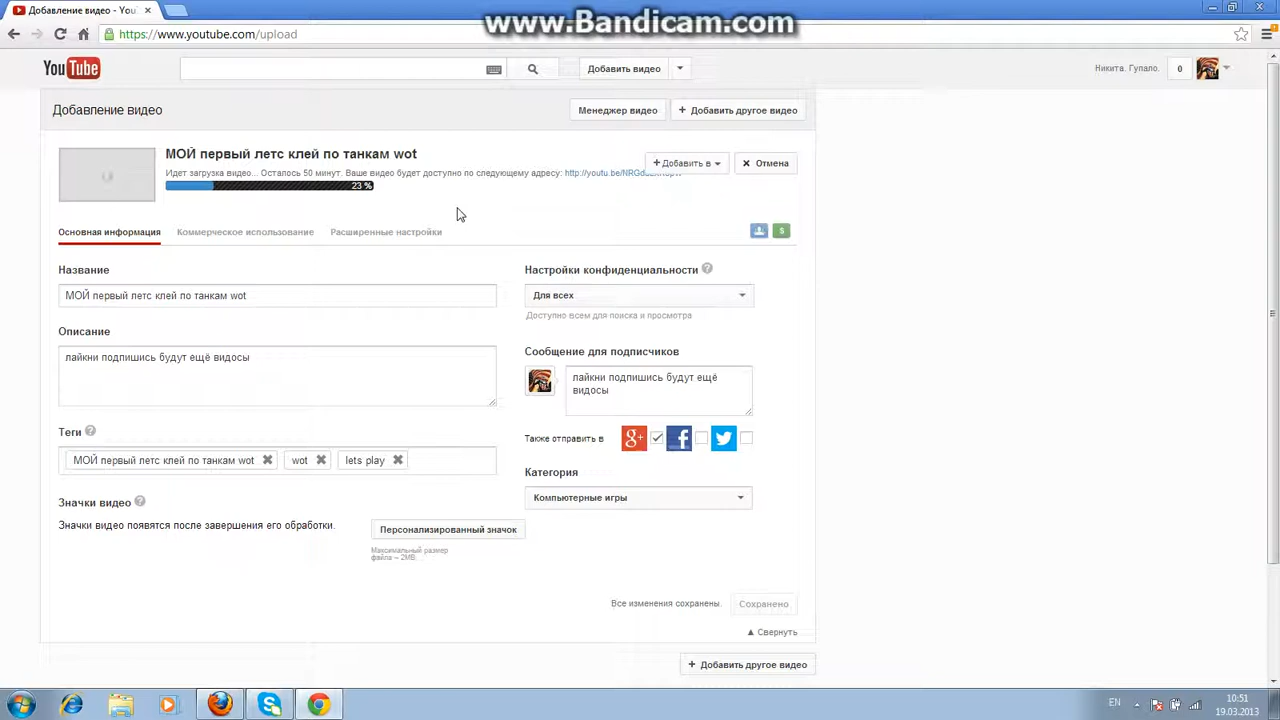 Добавление видео - You
www.Bandicam.com
https://www.youtube.com/upload
YouTube
Добавить видео
Никита. Гупало.
0
Добавление видео
Менеджер видео
+ Добавить другое видео
МОЙ первый летс клей по танкам wot
+ Добавить в
× Отмена
Идет загрузка видео... Осталось 50 минут. Ваше видео будет доступно по следующему адресу:
23 %
Основная информация
Коммерческое использование
Расширенные настройки
$
Название
МОЙ первый летс клей по танкам wot
Описание
лайкни подпишись будут ещё видосы
Теги ?
МОЙ первый летс клей по танкам wot
wot
lets play
Значки видео ?
Значки видео появятся после завершения его обработки.
Персонализированный значок
Максимальный размер
файла – 2МВ.
Настройки конфиденциальности ?
Для всех
Доступно всем для поиска и просмотра
Сообщение для подписчиков
лайкни подпишись будут ещё
видосы
Также отправить в
g+
f
Категория
Компьютерные игры
Все изменения сохранены.
Сохранено
▲ Свернуть
+ Добавить другое видео
EN
10:51
19.03.2013